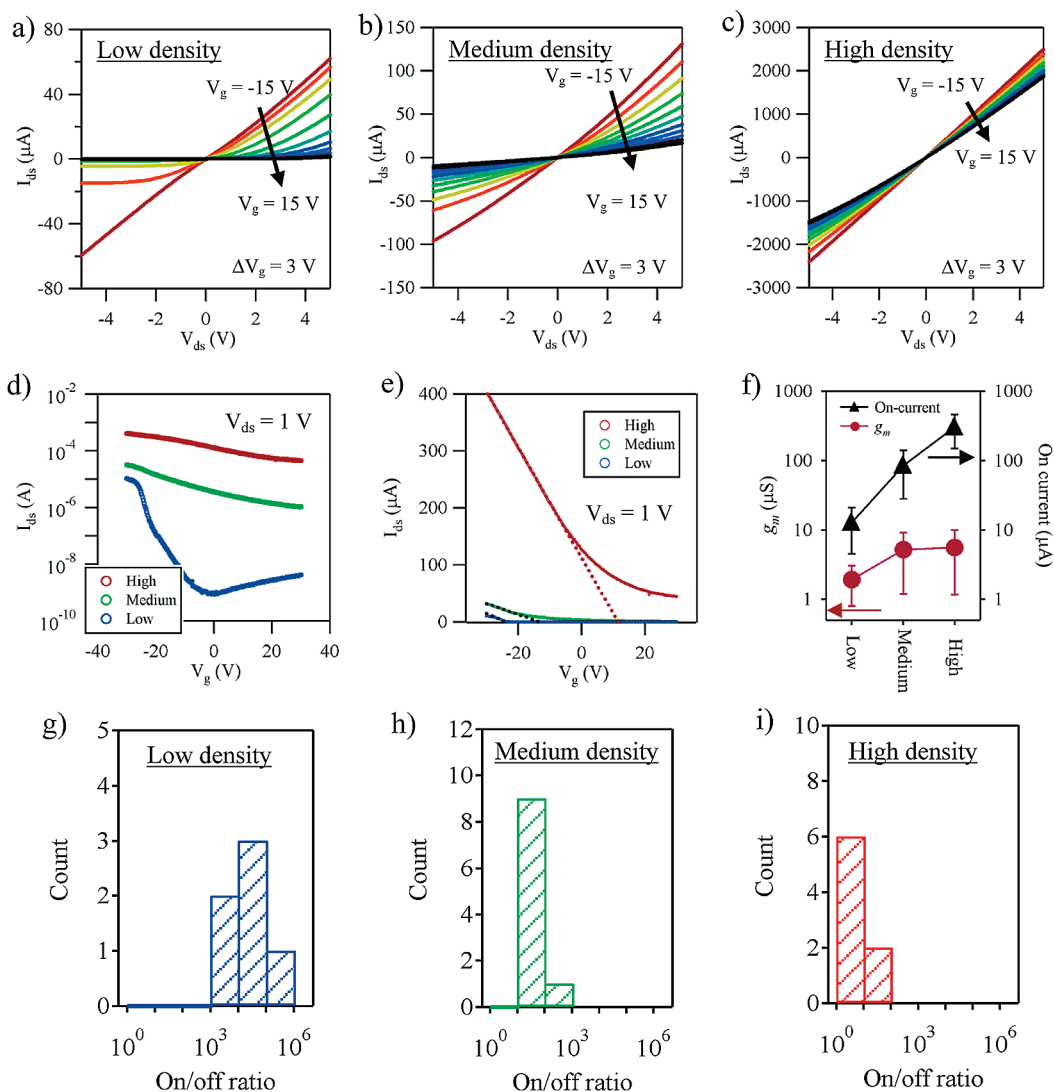 a)
Low density
V_g = -15 V
V_g = 15 V
ΔV_g = 3 V
80
40
0
-40
-80
I_ds (µA)
-4 -2 0 2 4
V_ds (V)
b)
Medium density
V_g = -15 V
V_g = 15 V
ΔV_g = 3 V
150
100
50
0
-50
-100
-150
I_ds (µA)
-4 -2 0 2 4
V_ds (V)
c)
High density
V_g = -15 V
V_g = 15 V
ΔV_g = 3 V
3000
2000
1000
0
-1000
-2000
-3000
I_ds (µA)
-4 -2 0 2 4
V_ds (V)
d)
V_ds = 1 V
10^-2
10^-4
10^-6
10^-8
10^-10
I_ds (A)
High
Medium
Low
-40 -20 0 20 40
V_g (V)
e)
400
300
200
100
0
I_ds (µA)
High
Medium
Low
V_ds = 1 V
-20 0 20
V_g (V)
f)
1000
100
10
1
g_m (µS)
On-current
g_m
1000
100
10
1
On current (µA)
Low
Medium
High
g)
Low density
5
4
3
2
1
0
Count
10^0 10^3 10^6
On/off ratio
h)
Medium density
12
10
8
6
4
2
0
Count
10^0 10^3 10^6
On/off ratio
i)
High density
10
8
6
4
2
0
Count
10^0 10^3 10^6
On/off ratio